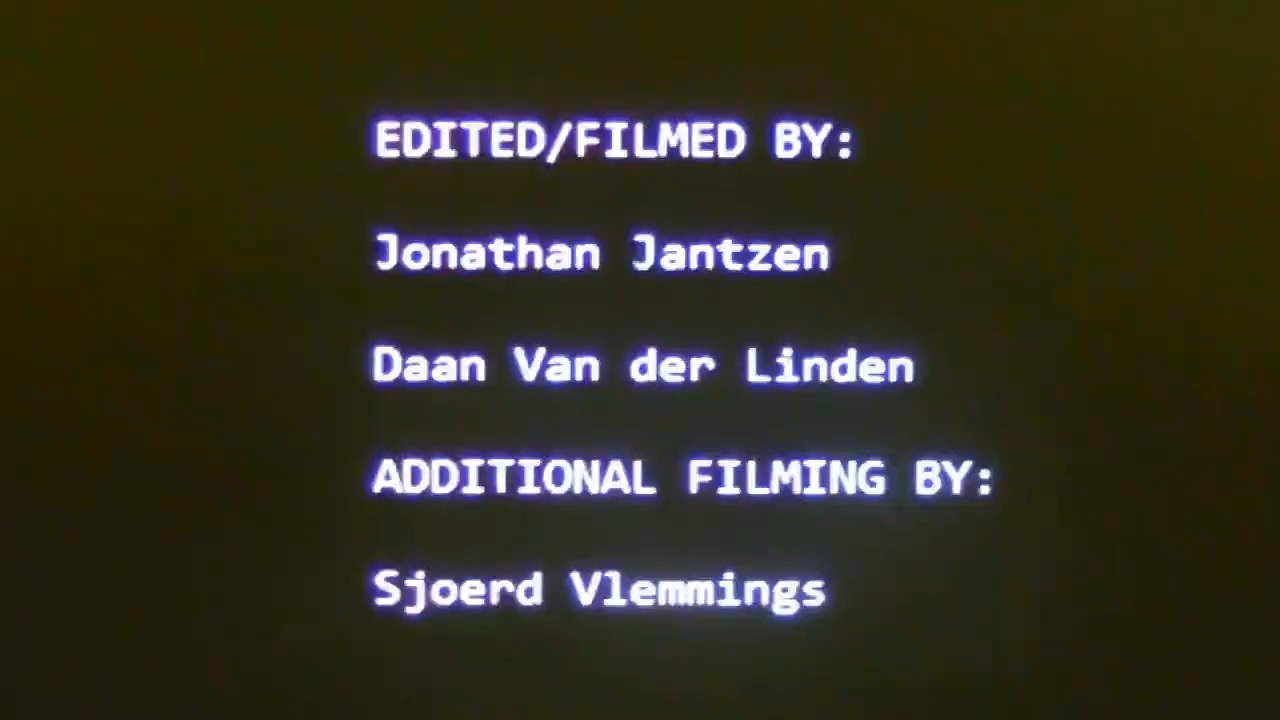 EDITED/FILMED BY:
Jonathan Jantzen
Daan Van der Linden
ADDITIONAL FILMING BY:
Sjoerd Vlemmings